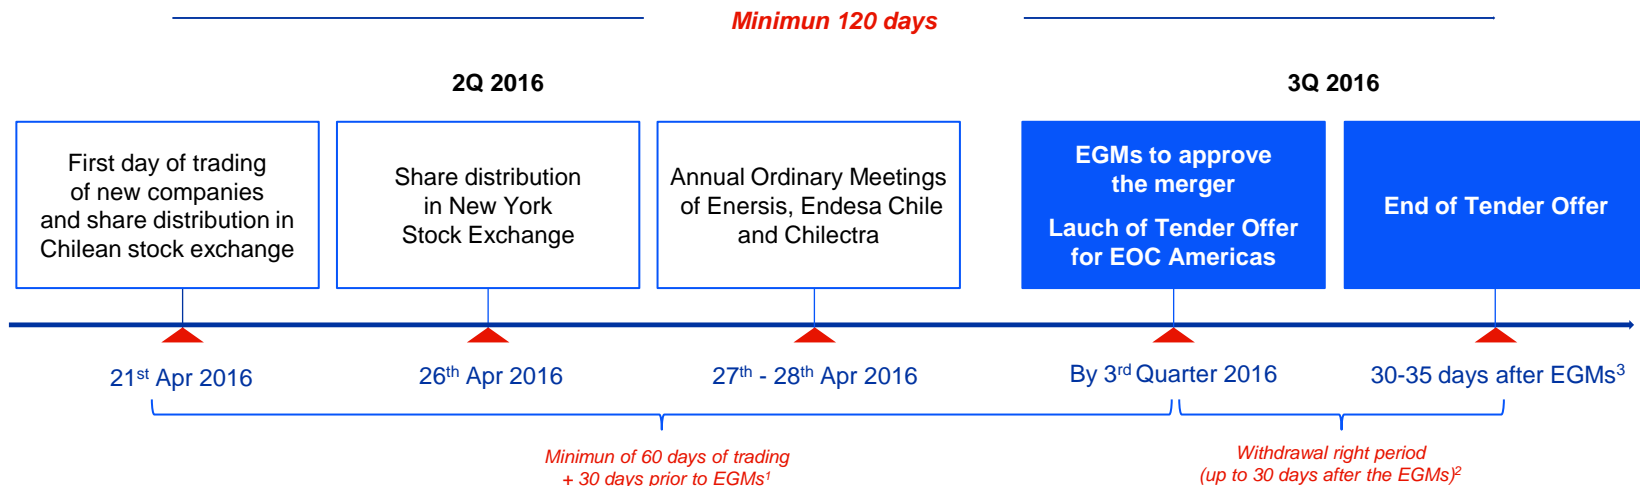 Minimun 120 days
2Q 2016
3Q 2016
First day of trading
of new companies
and share distribution in
Chilean stock exchange
Share distribution
in New York
Stock Exchange
Annual Ordinary Meetings
of Enersis, Endesa Chile
and Chilectra
EGMs to approve
the merger
Lauch of Tender Offer
for EOC Americas
End of Tender Offer
21st Apr 2016
26th Apr 2016
27th - 28th Apr 2016
By 3rd Quarter 2016
30-35 days after EGMs3
Minimun of 60 days of trading
+ 30 days prior to EGMs1
Withdrawal right period
(up to 30 days after the EGMs)2